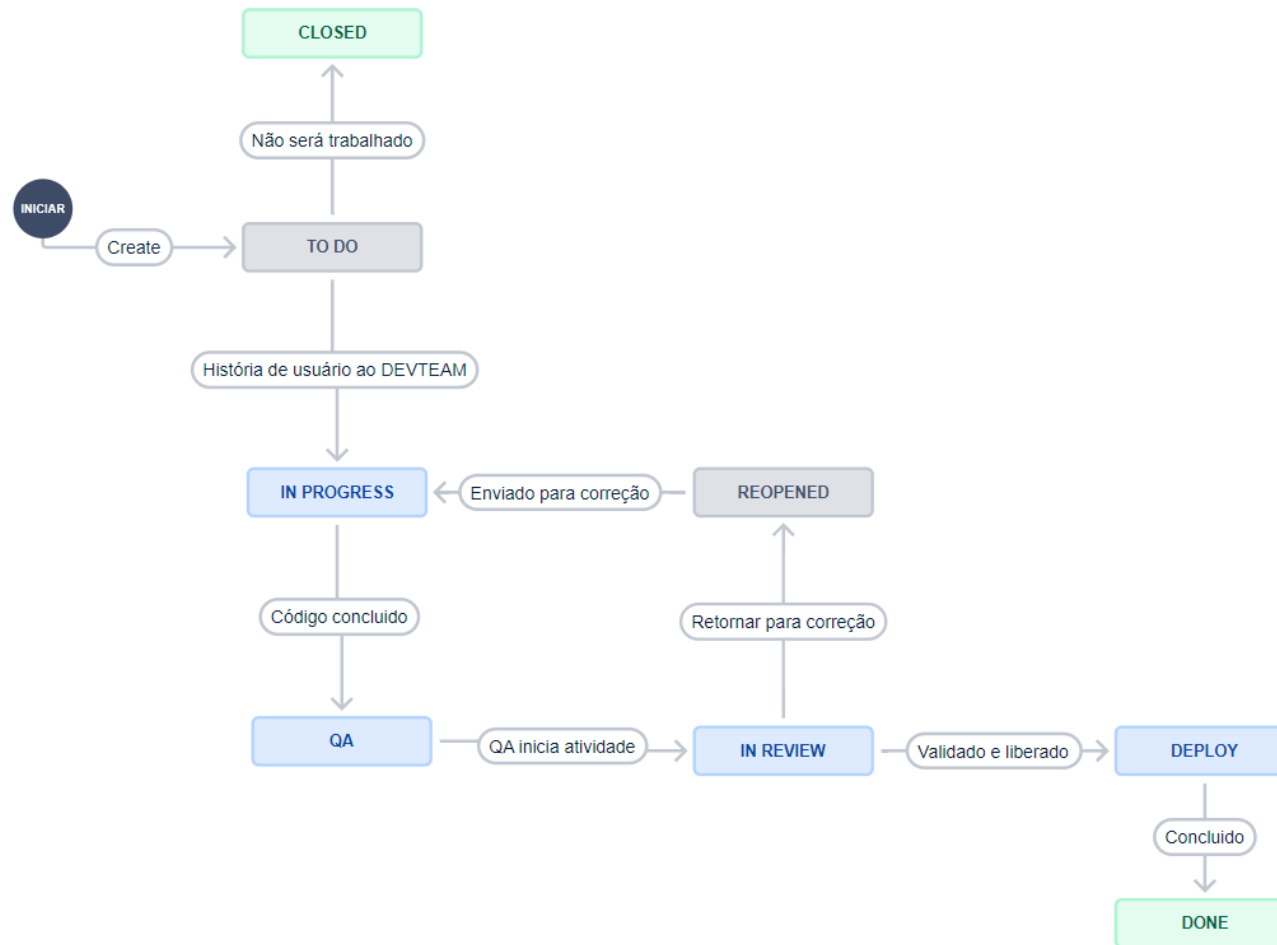 CLOSED
Não será trabalhado
INICIAR
Create
TO DO
História de usuário ao DEVTEAM
IN PROGRESS
Enviado para correção
REOPENED
Código concluido
Retornar para correção
QA
QA inicia atividade
IN REVIEW
Validado e liberado
DEPLOY
Concluido
DONE